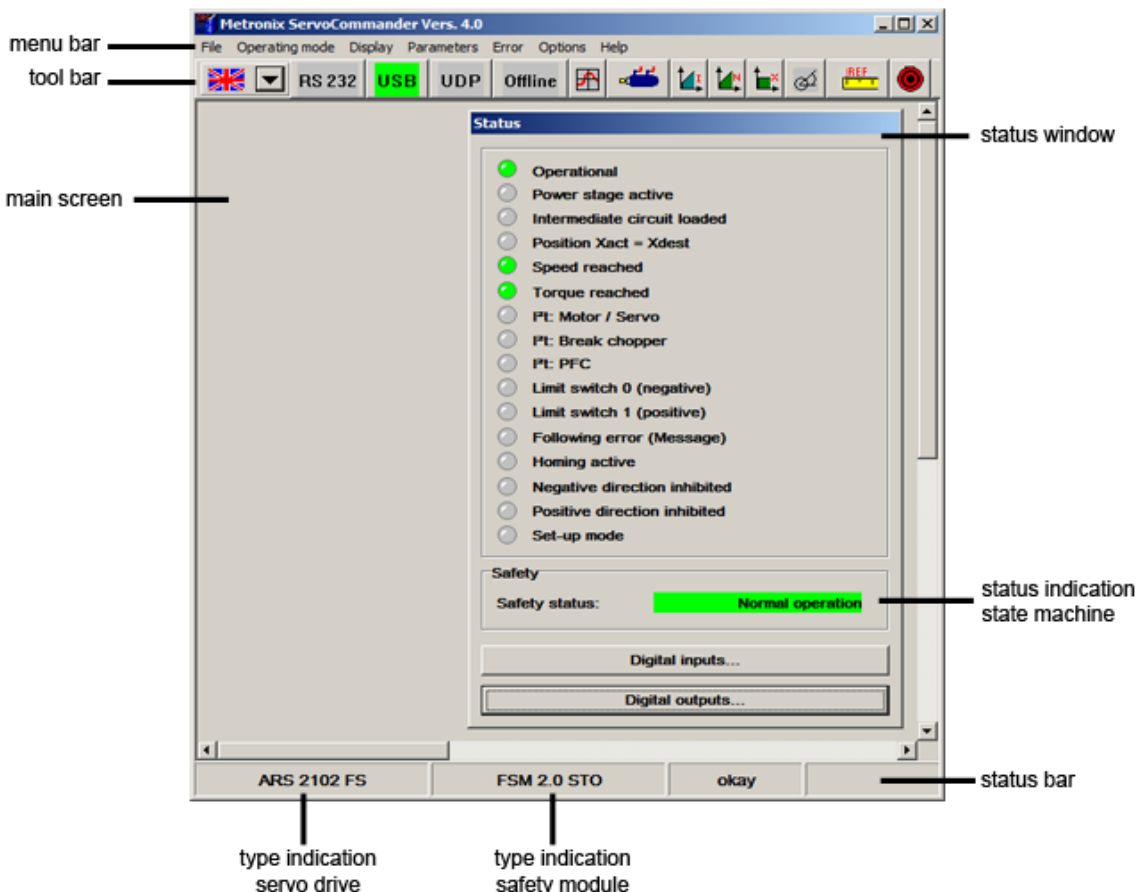 Metronix ServoCommander Vers. 4.0
menu bar
File Operating mode Display Parameters Error Options Help
tool bar
RS 232 USB UDP Offline I N X REF
Status
status window
main screen
Operational
Power stage active
Intermediate circuit loaded
Position Xact = Xdest
Speed reached
Torque reached
I²t: Motor / Servo
I²t: Break chopper
I²t: PFC
Limit switch 0 (negative)
Limit switch 1 (positive)
Following error (Message)
Homing active
Negative direction inhibited
Positive direction inhibited
Set-up mode
Safety
Safety status: Normal operation
status indication
state machine
Digital inputs...
Digital outputs...
ARS 2102 FS FSM 2.0 STO okay
status bar
type indication
servo drive
type indication
safety module